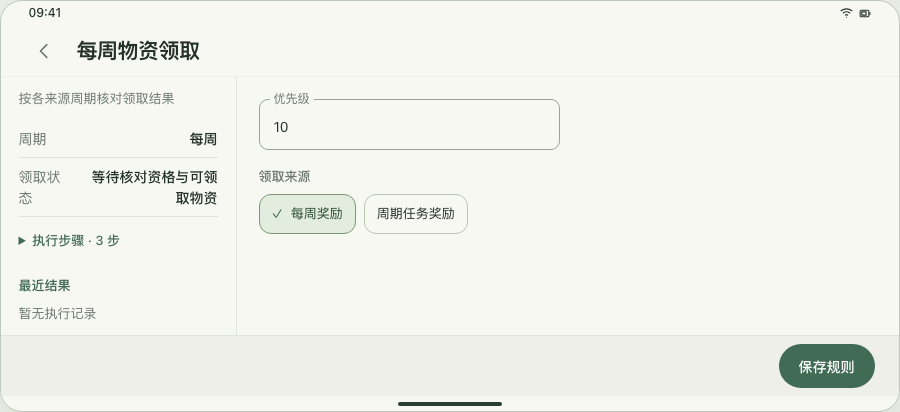 09:41
每周物资领取
按各来源周期核对领取结果
周期 每周
领取状态 等待核对资格与可领取物资
执行步骤 · 3 步
最近结果
暂无执行记录
优先级
10
领取来源
每周奖励 周期任务奖励
保存规则